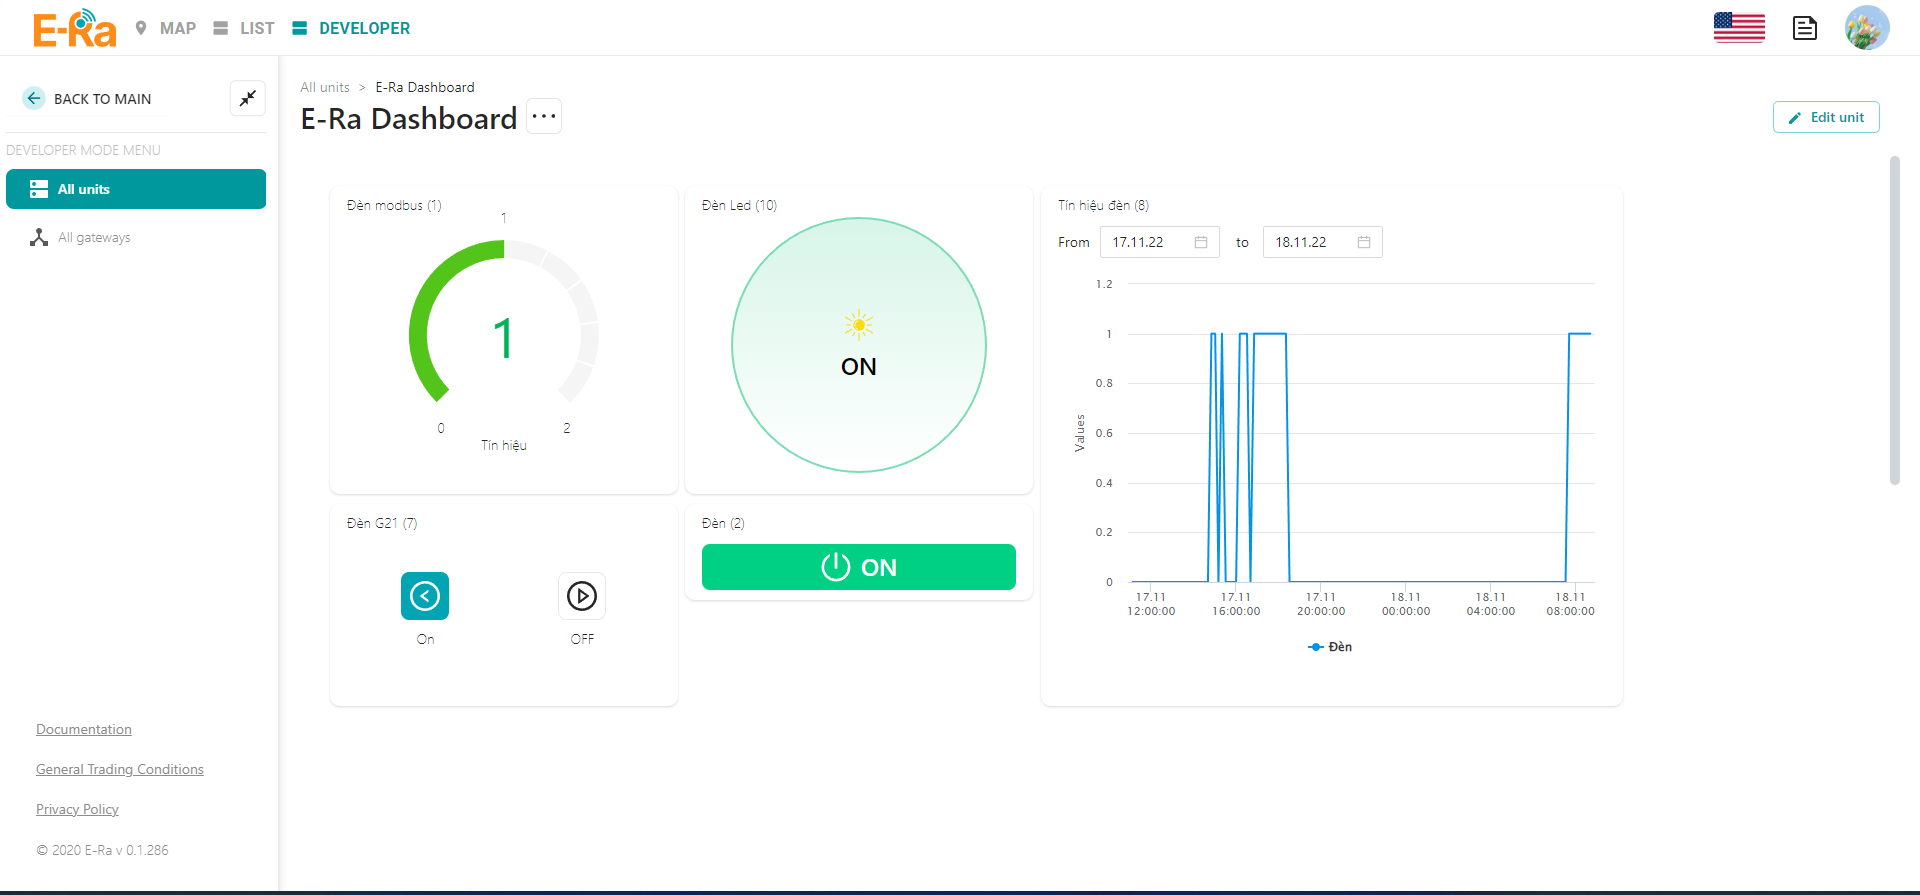 E-Ra MAP LIST DEVELOPER
BACK TO MAIN
DEVELOPER MODE MENU
All units
All gateways
Documentation
General Trading Conditions
Privacy Policy
© 2020 E-Ra v 0.1.286
All units > E-Ra Dashboard
E-Ra Dashboard
Edit unit
Đèn modbus (1)
1
1
0
2
Tín hiệu
Đèn Led (10)
ON
Tín hiệu đèn (8)
From 17.11.22 to 18.11.22
1.2
1
0.8
0.6
0.4
0.2
0
Values
17.11 17.11 17.11 18.11 18.11 18.11
12:00:00 16:00:00 20:00:00 00:00:00 04:00:00 08:00:00
Đèn
Đèn G21 (7)
On OFF
Đèn (2)
ON